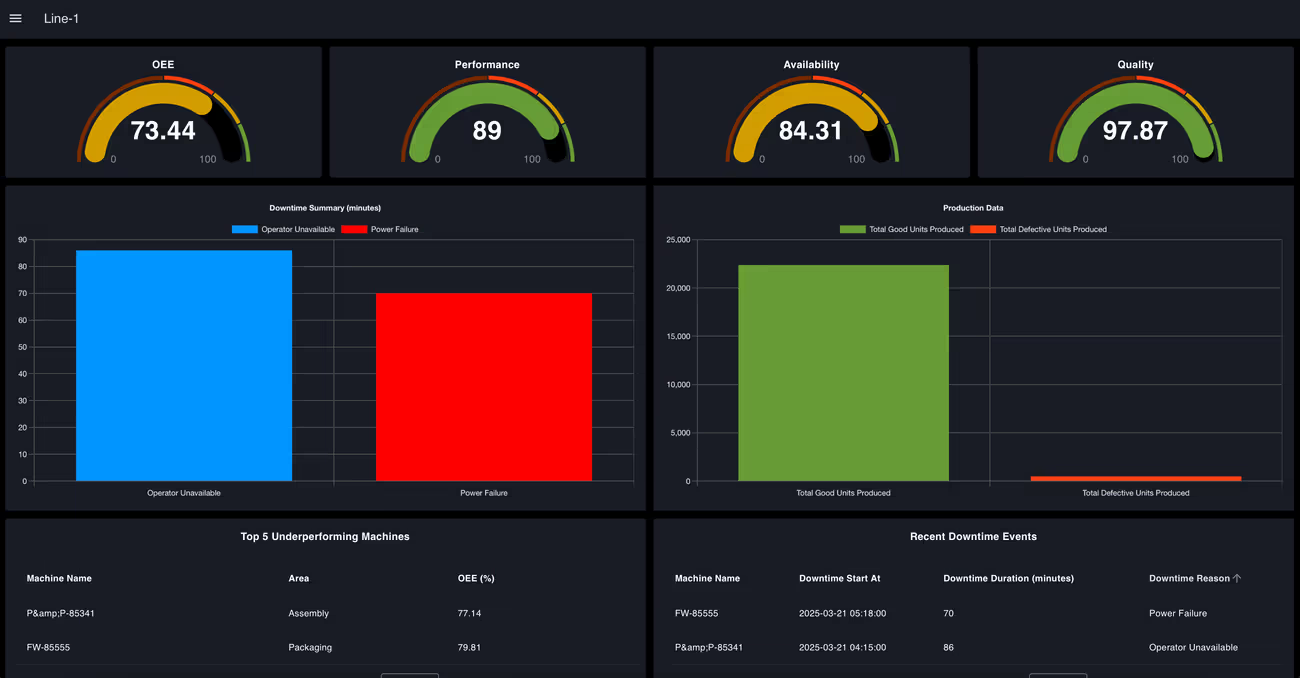 Line-1
OEE
73.44
0 100
Performance
89
0 100
Availability
84.31
0 100
Quality
97.87
0 100
Downtime Summary (minutes)
Operator Unavailable Power Failure
90
80
70
60
50
40
30
20
10
0
Operator Unavailable Power Failure
Production Data
Total Good Units Produced Total Defective Units Produced
25,000
20,000
15,000
10,000
5,000
0
Total Good Units Produced Total Defective Units Produced
Top 5 Underperforming Machines
Machine Name Area OEE (%)
P&amp;P-85341 Assembly 77.14
FW-85555 Packaging 79.81
Recent Downtime Events
Machine Name Downtime Start At Downtime Duration (minutes) Downtime Reason
FW-85555 2025-03-21 05:18:00 70 Power Failure
P&amp;P-85341 2025-03-21 04:15:00 86 Operator Unavailable